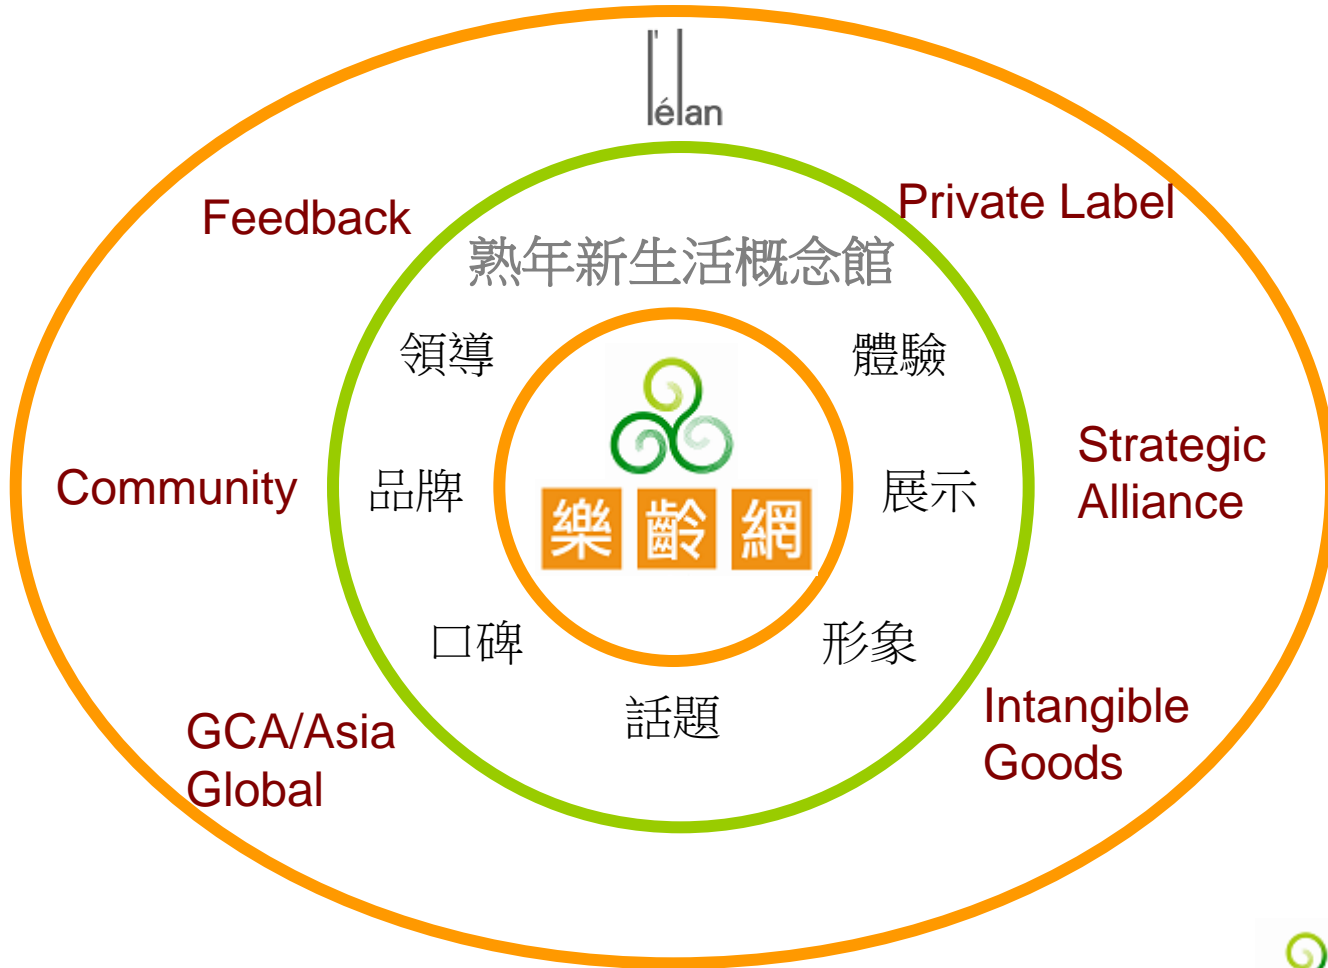 l'élan
Feedback
Private Label
熟年新生活概念館
領導
體驗
Community
品牌
樂齡網
展示
Strategic
Alliance
口碑
形象
話題
GCA/Asia
Global
Intangible
Goods